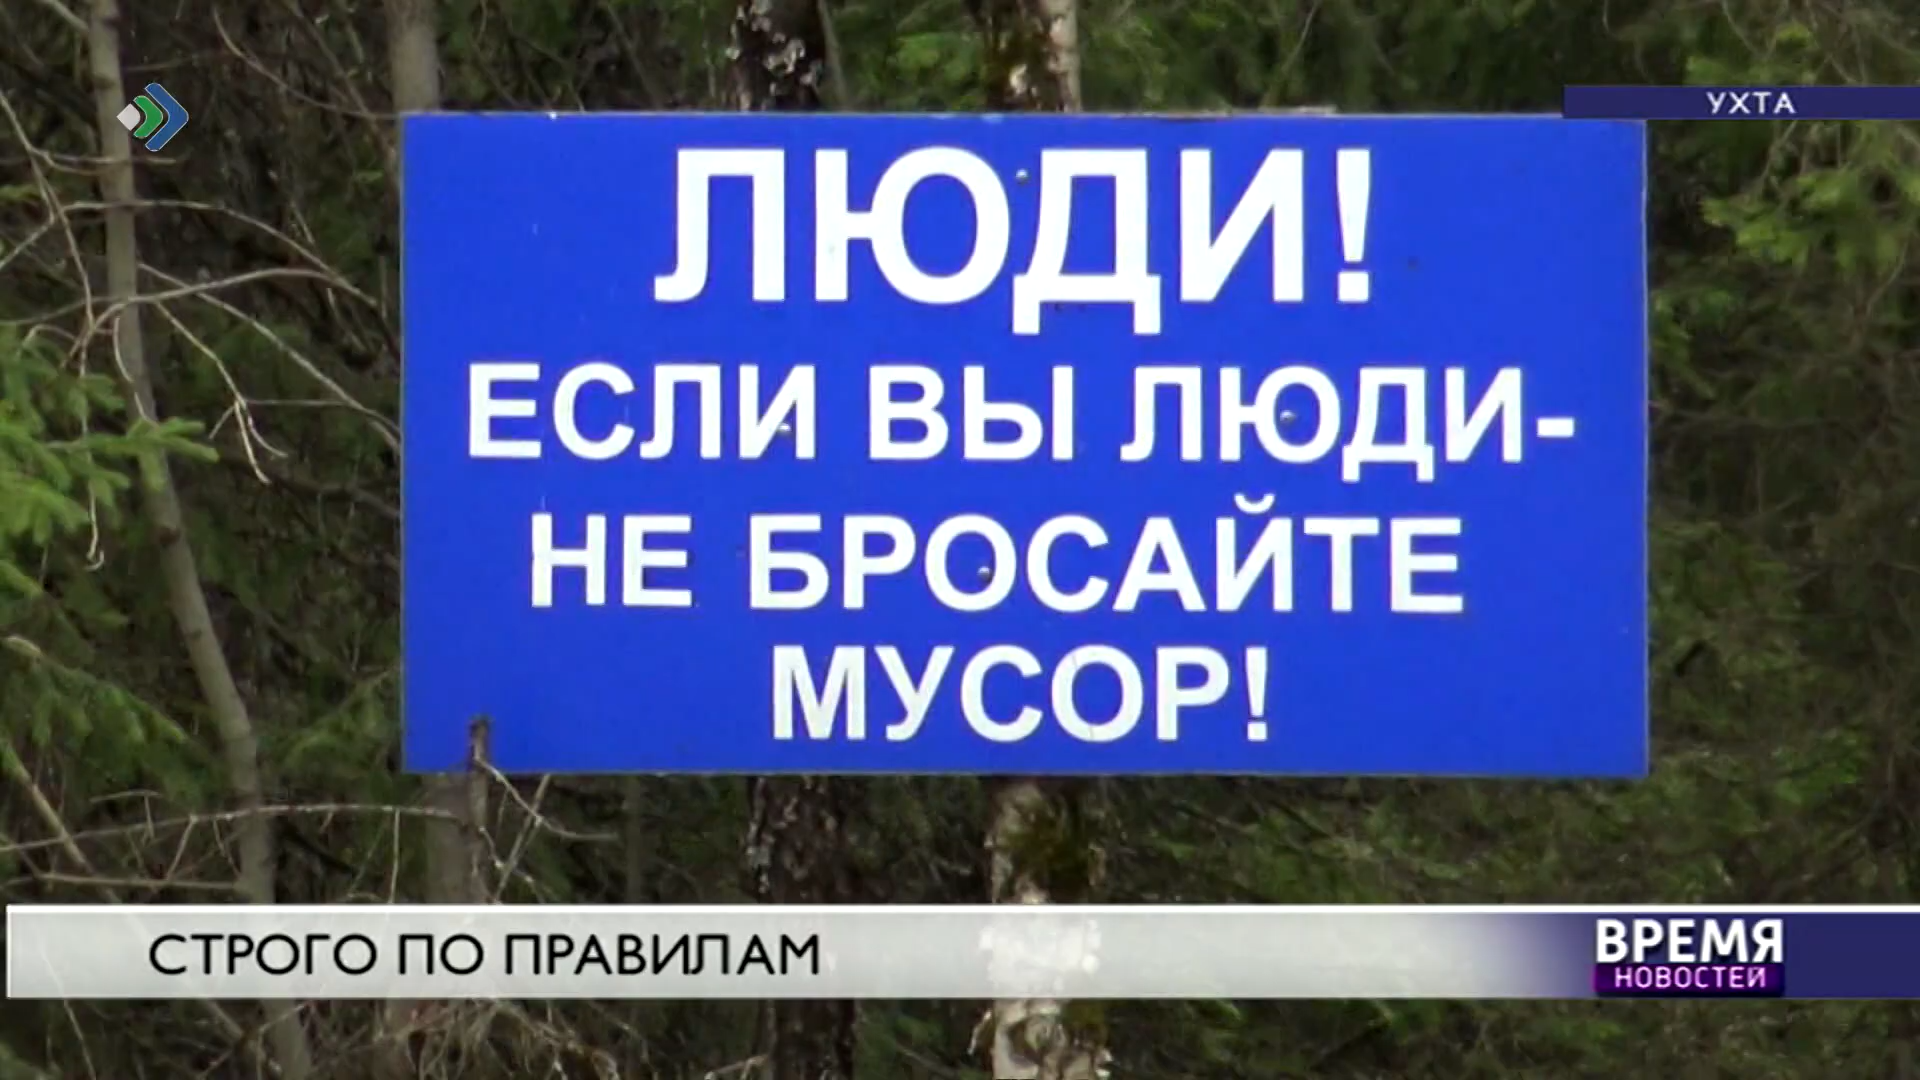 УХТА
ЛЮДИ!
ЕСЛИ ВЫ ЛЮДИ-
НЕ БРОСАЙТЕ
МУСОР!
СТРОГО ПО ПРАВИЛАМ
ВРЕМЯ
НОВОСТЕЙ